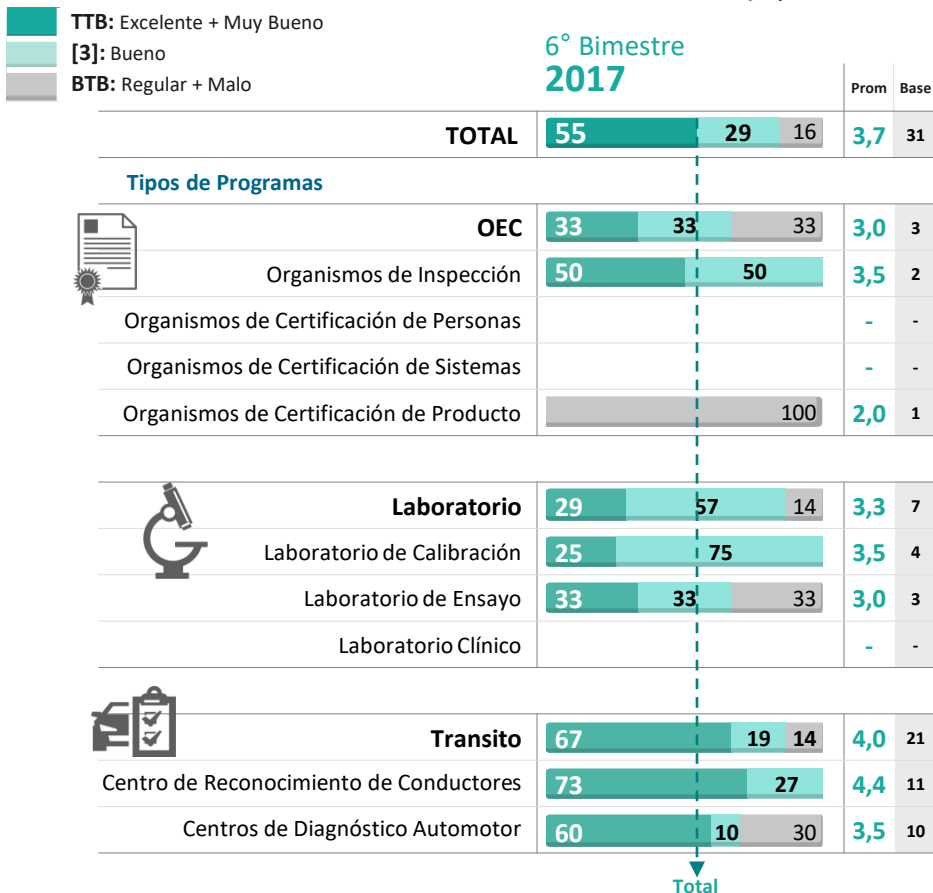 TTB: Excelente + Muy Bueno
[3]: Bueno
BTB: Regular + Malo
6° Bimestre
2017
Prom Base
TOTAL 55 29 16 3,7 31
Tipos de Programas
OEC 33 33 33 3,0 3
Organismos de Inspección 50 50 3,5 2
Organismos de Certificación de Personas - -
Organismos de Certificación de Sistemas - -
Organismos de Certificación de Producto 100 2,0 1
Laboratorio 29 57 14 3,3 7
Laboratorio de Calibración 25 75 3,5 4
Laboratorio de Ensayo 33 33 33 3,0 3
Laboratorio Clínico - -
Transito 67 19 14 4,0 21
Centro de Reconocimiento de Conductores 73 27 4,4 11
Centros de Diagnóstico Automotor 60 10 30 3,5 10
Total